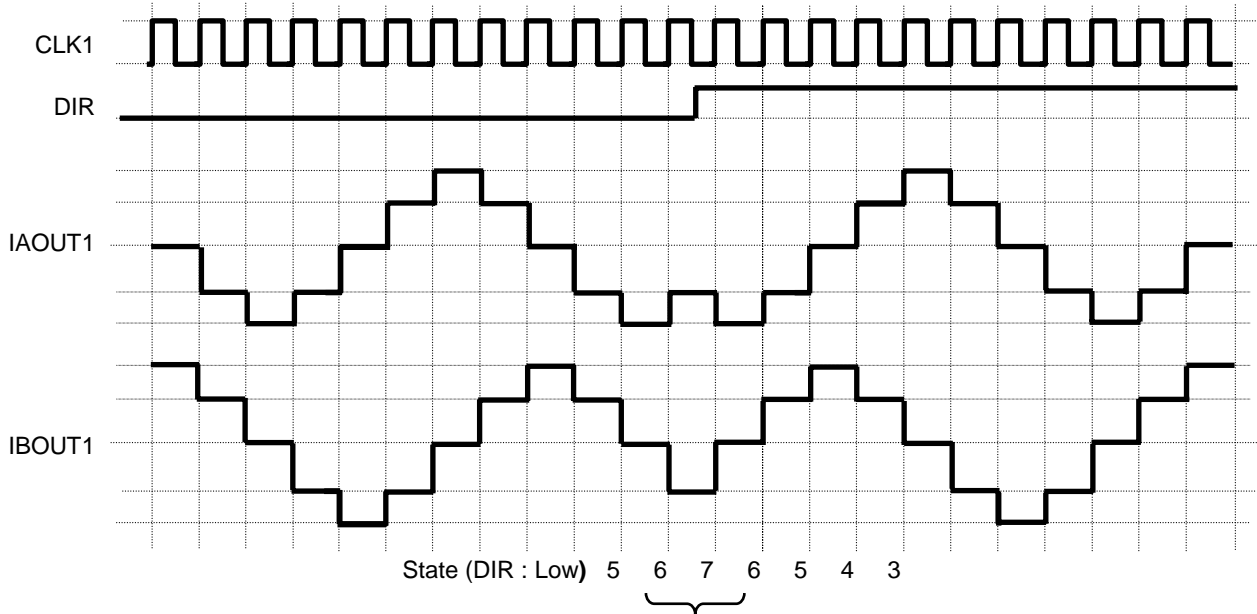 CLK1
DIR
IAOUT1
IBOUT1
State (DIR : Low) 5 6 7 6 5 4 3